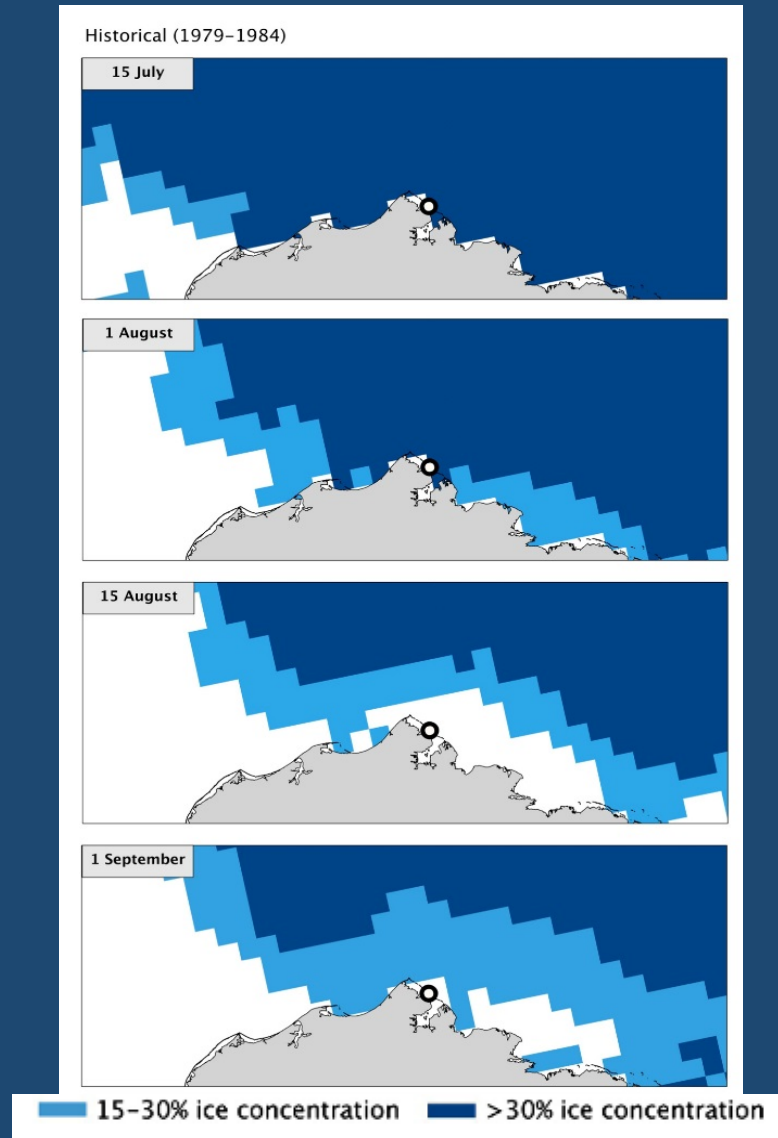 Historical (1979–1984)
15 July
1 August
15 August
1 September
15–30% ice concentration >30% ice concentration